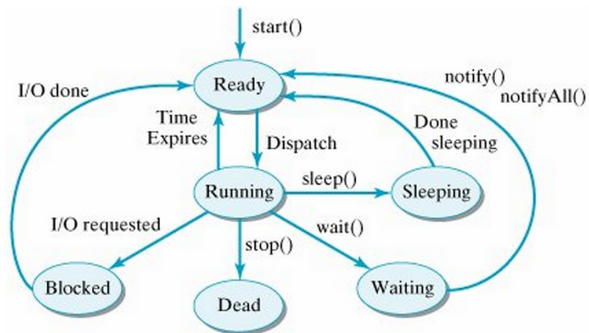 start()
Ready
I/O done
notify()
notifyAll()
Time
Expires
Dispatch
Done
sleeping
Running
sleep()
Sleeping
I/O requested
stop()
wait()
Blocked
Dead
Waiting